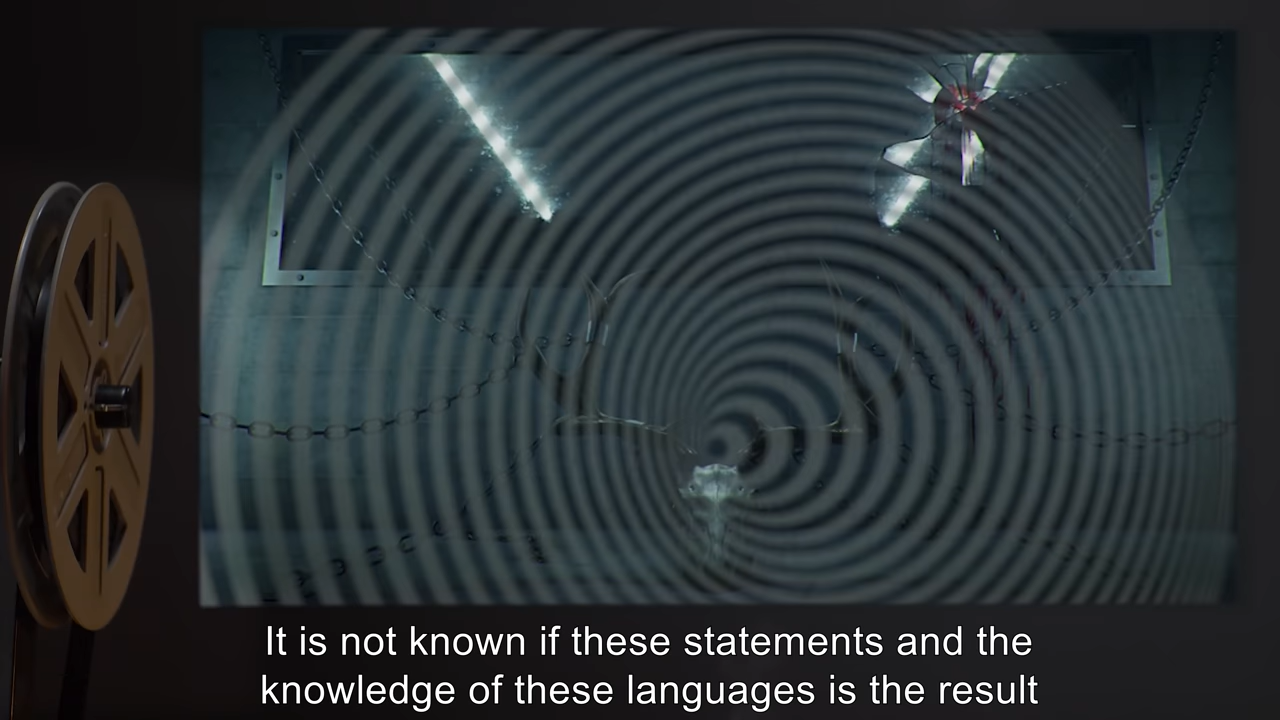 It is not known if these statements and the
knowledge of these languages is the result